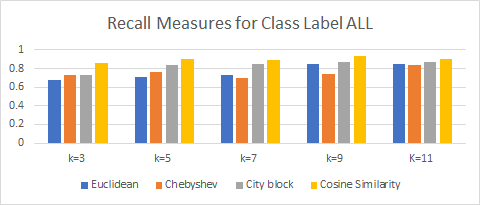 Recall Measures for Class Label ALL
1
0.8
0.6
0.4
0.2
0
k=3 k=5 k=7 k=9 K=11
Euclidean Chebyshev City block Cosine Similarity